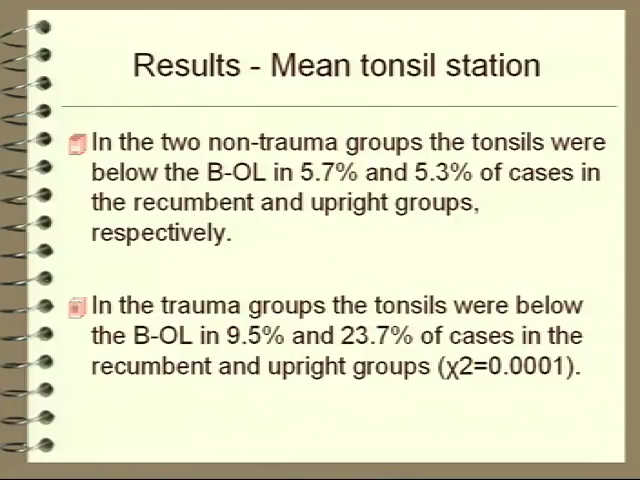 Results - Mean tonsil station
In the two non-trauma groups the tonsils were
below the B-OL in 5.7% and 5.3% of cases in
the recumbent and upright groups,
respectively.
In the trauma groups the tonsils were below
the B-OL in 9.5% and 23.7% of cases in the
recumbent and upright groups (χ2=0.0001).